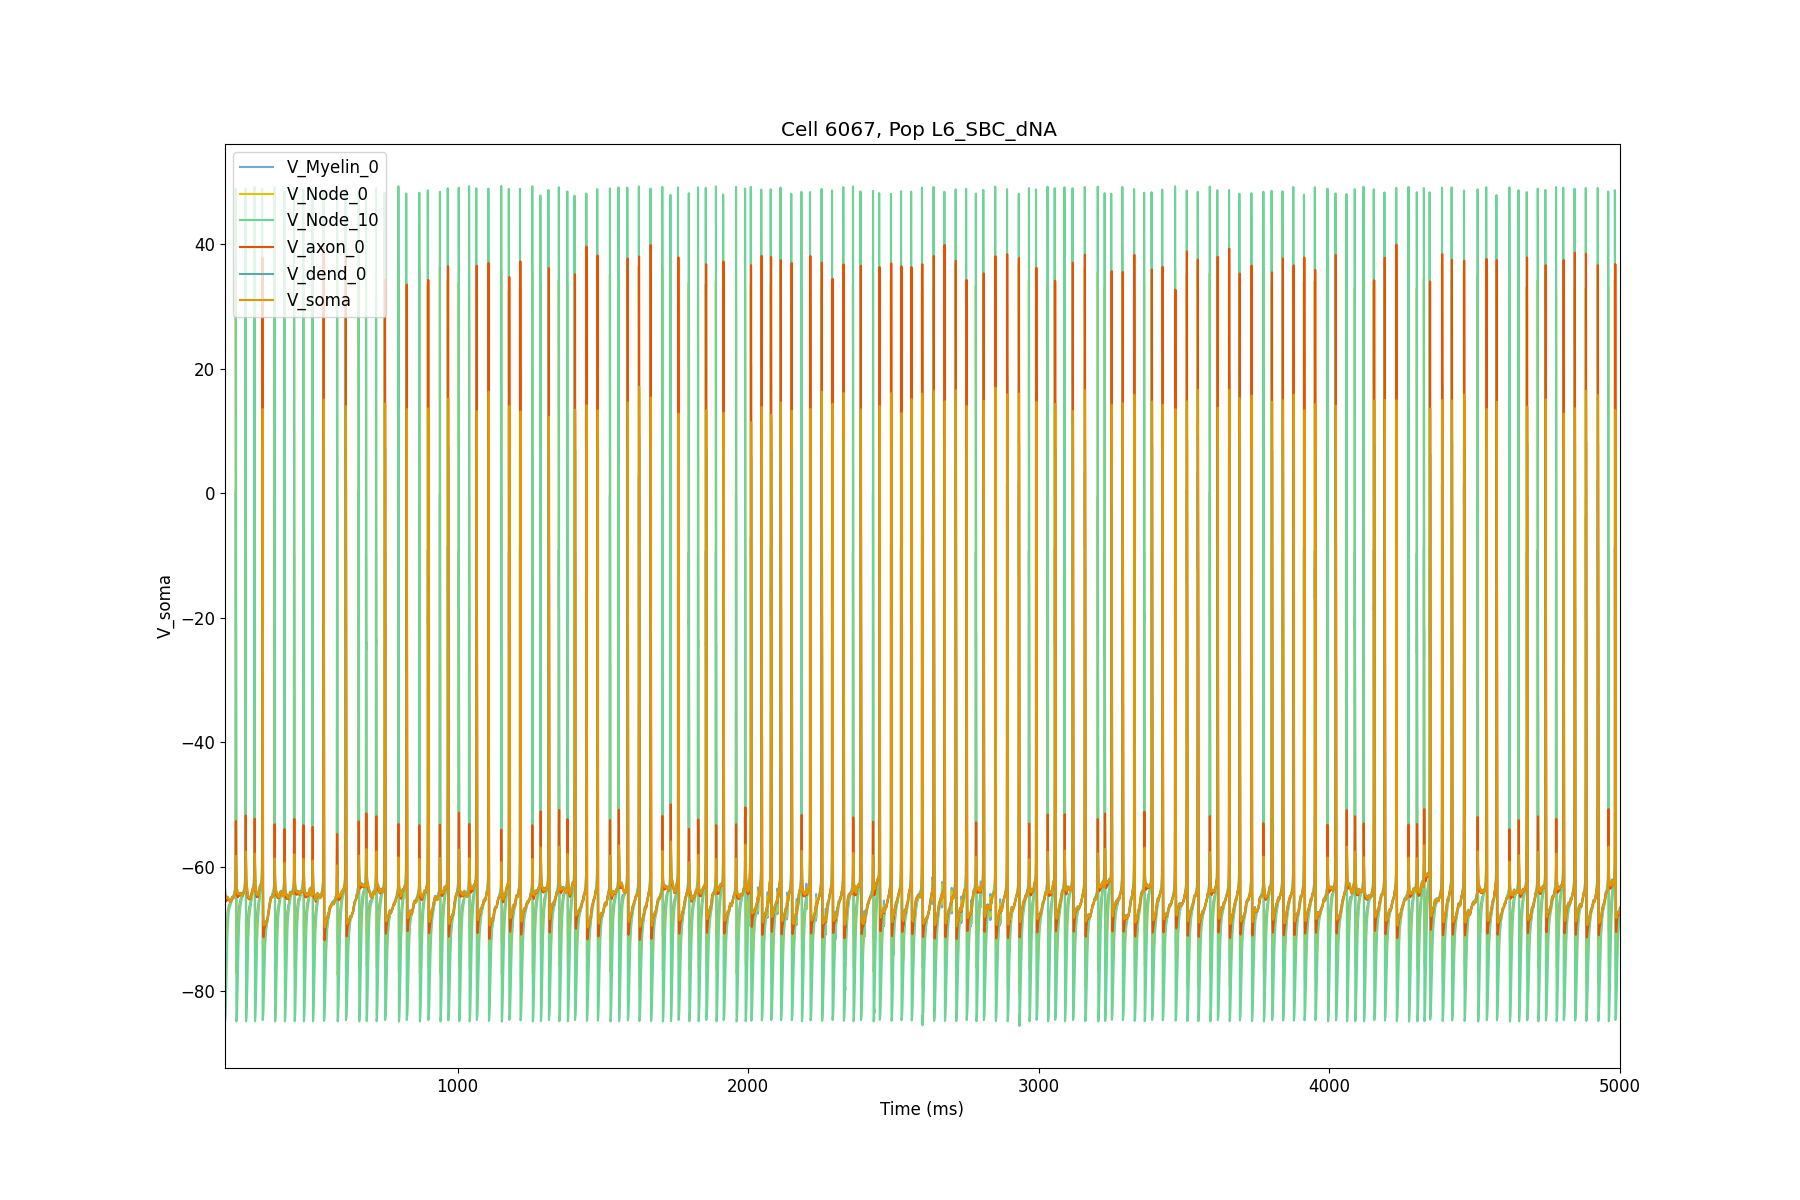 Cell 6067, Pop L6_SBC_dNA
V_Myelin_0
V_Node_0
V_Node_10
V_axon_0
V_dend_0
V_soma
40
20
0
−20
−40
−60
−80
V_soma
1000
2000
3000
4000
5000
Time (ms)